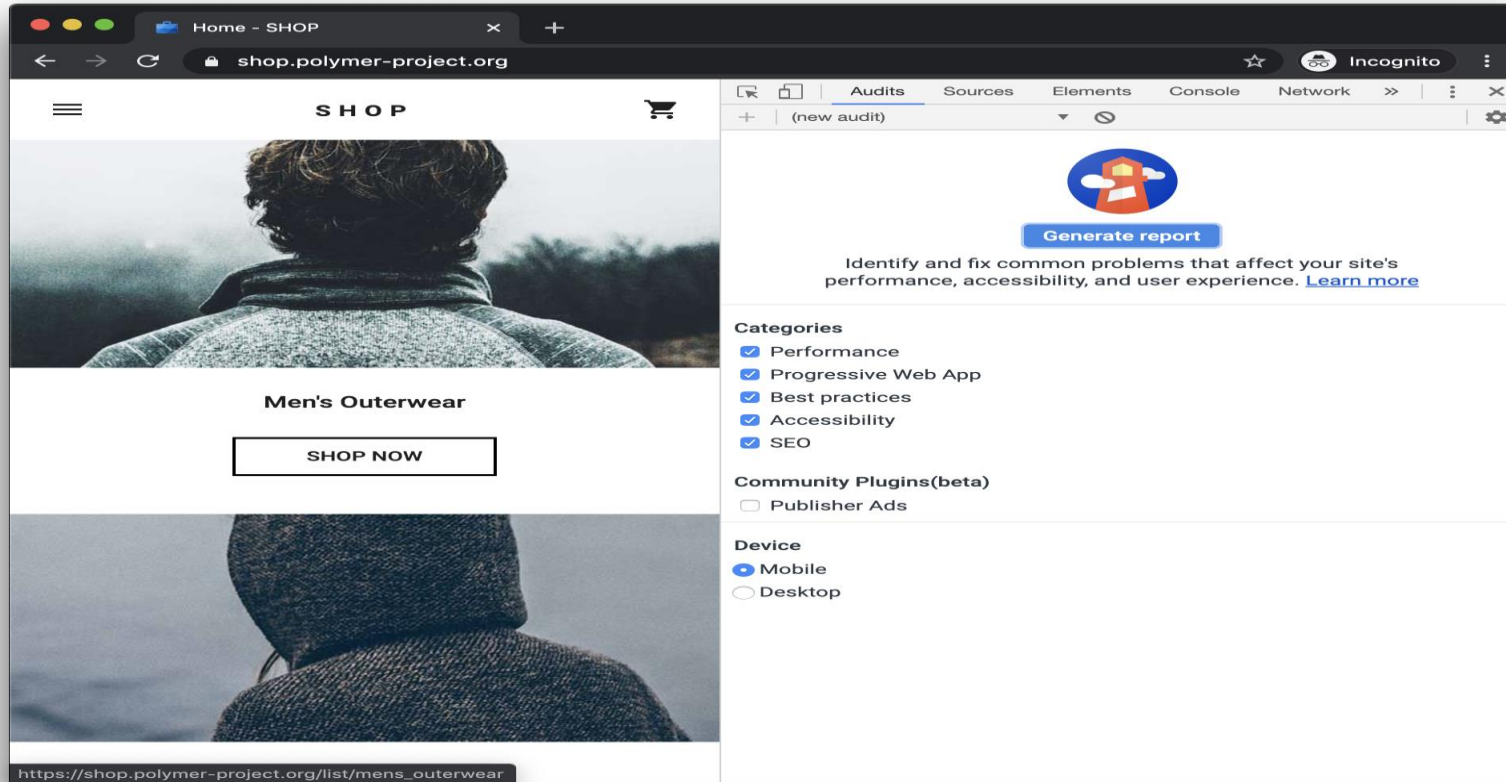 Home - SHOP
shop.polymer-project.org
Incognito
SHOP
Men's Outerwear
SHOP NOW
https://shop.polymer-project.org/list/mens_outerwear
Audits Sources Elements Console Network
(new audit)
Generate report
Identify and fix common problems that affect your site's
performance, accessibility, and user experience. Learn more
Categories
Performance
Progressive Web App
Best practices
Accessibility
SEO
Community Plugins(beta)
Publisher Ads
Device
Mobile
Desktop